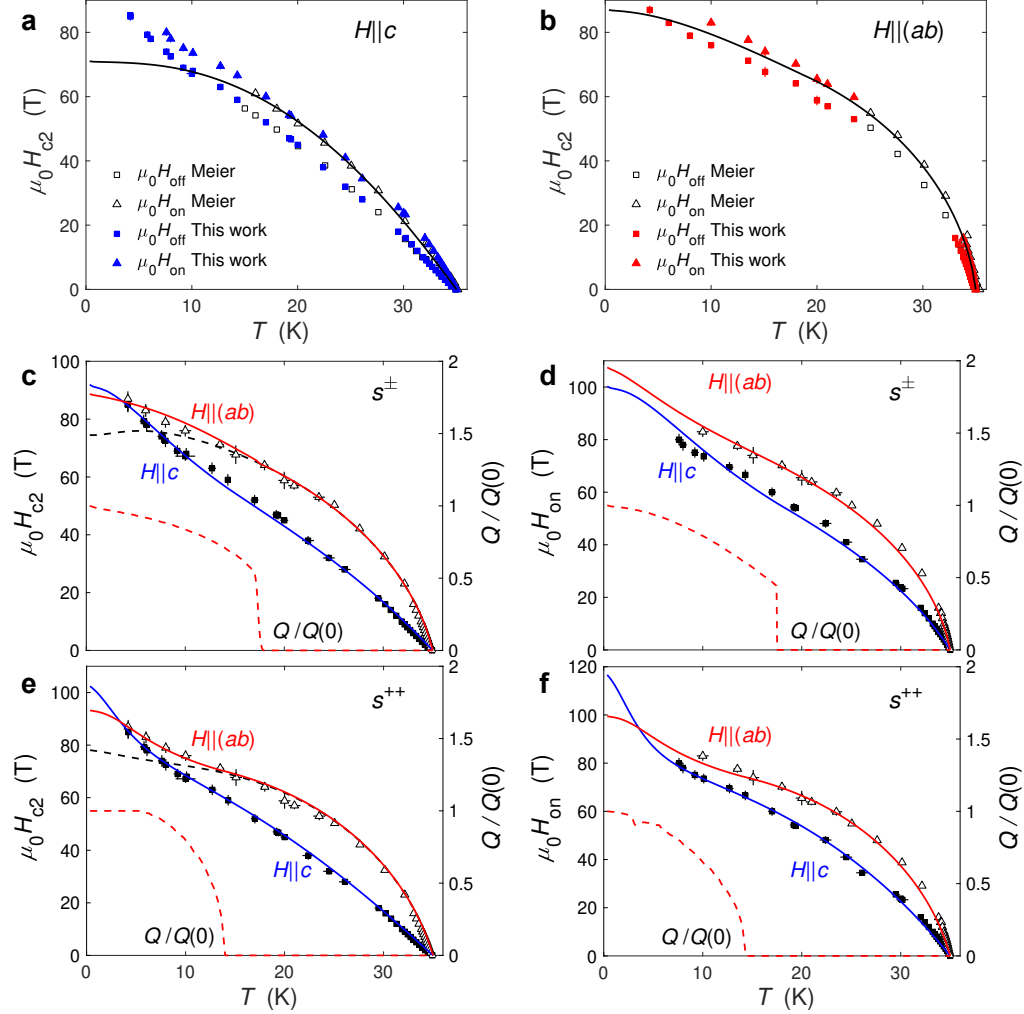 a
H||c
μ0Hc2 (T)
80
60
40
20
0
μ0Hoff Meier
μ0Hon Meier
μ0Hoff This work
μ0Hon This work
0 10 20 30
T (K)
b
H||(ab)
μ0Hc2 (T)
80
60
40
20
0
μ0Hoff Meier
μ0Hon Meier
μ0Hoff This work
μ0Hon This work
0 10 20 30
T (K)
c
s±
H||(ab)
H||c
Q/Q(0)
μ0Hc2 (T)
100
80
60
40
20
0
2
1.5
1
0.5
0
Q/Q(0)
d
s±
H||(ab)
H||c
Q/Q(0)
μ0Hon (T)
100
80
60
40
20
0
2
1.5
1
0.5
0
Q/Q(0)
e
s++
H||(ab)
H||c
Q/Q(0)
μ0Hc2 (T)
100
80
60
40
20
0
2
1.5
1
0.5
0
Q/Q(0)
0 10 20 30
T (K)
f
s++
H||(ab)
H||c
Q/Q(0)
μ0Hon (T)
120
100
80
60
40
20
0
2
1.5
1
0.5
0
Q/Q(0)
0 10 20 30
T (K)